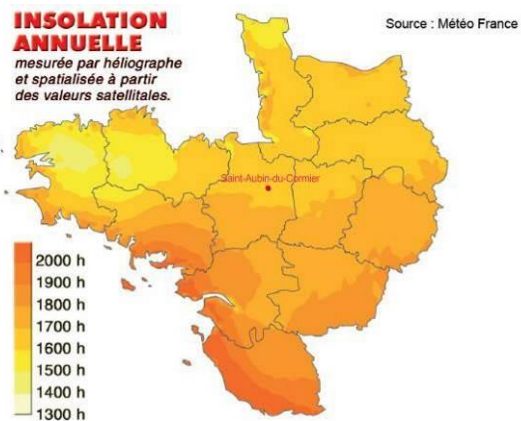 INSOLATION
ANNUELLE
mesurée par héliographe
et spatialisée à partir
des valeurs satellitales.
Source : Météo France
Saint-Aubin-du-Cormier
2000 h
1900 h
1800 h
1700 h
1600 h
1500 h
1400 h
1300 h